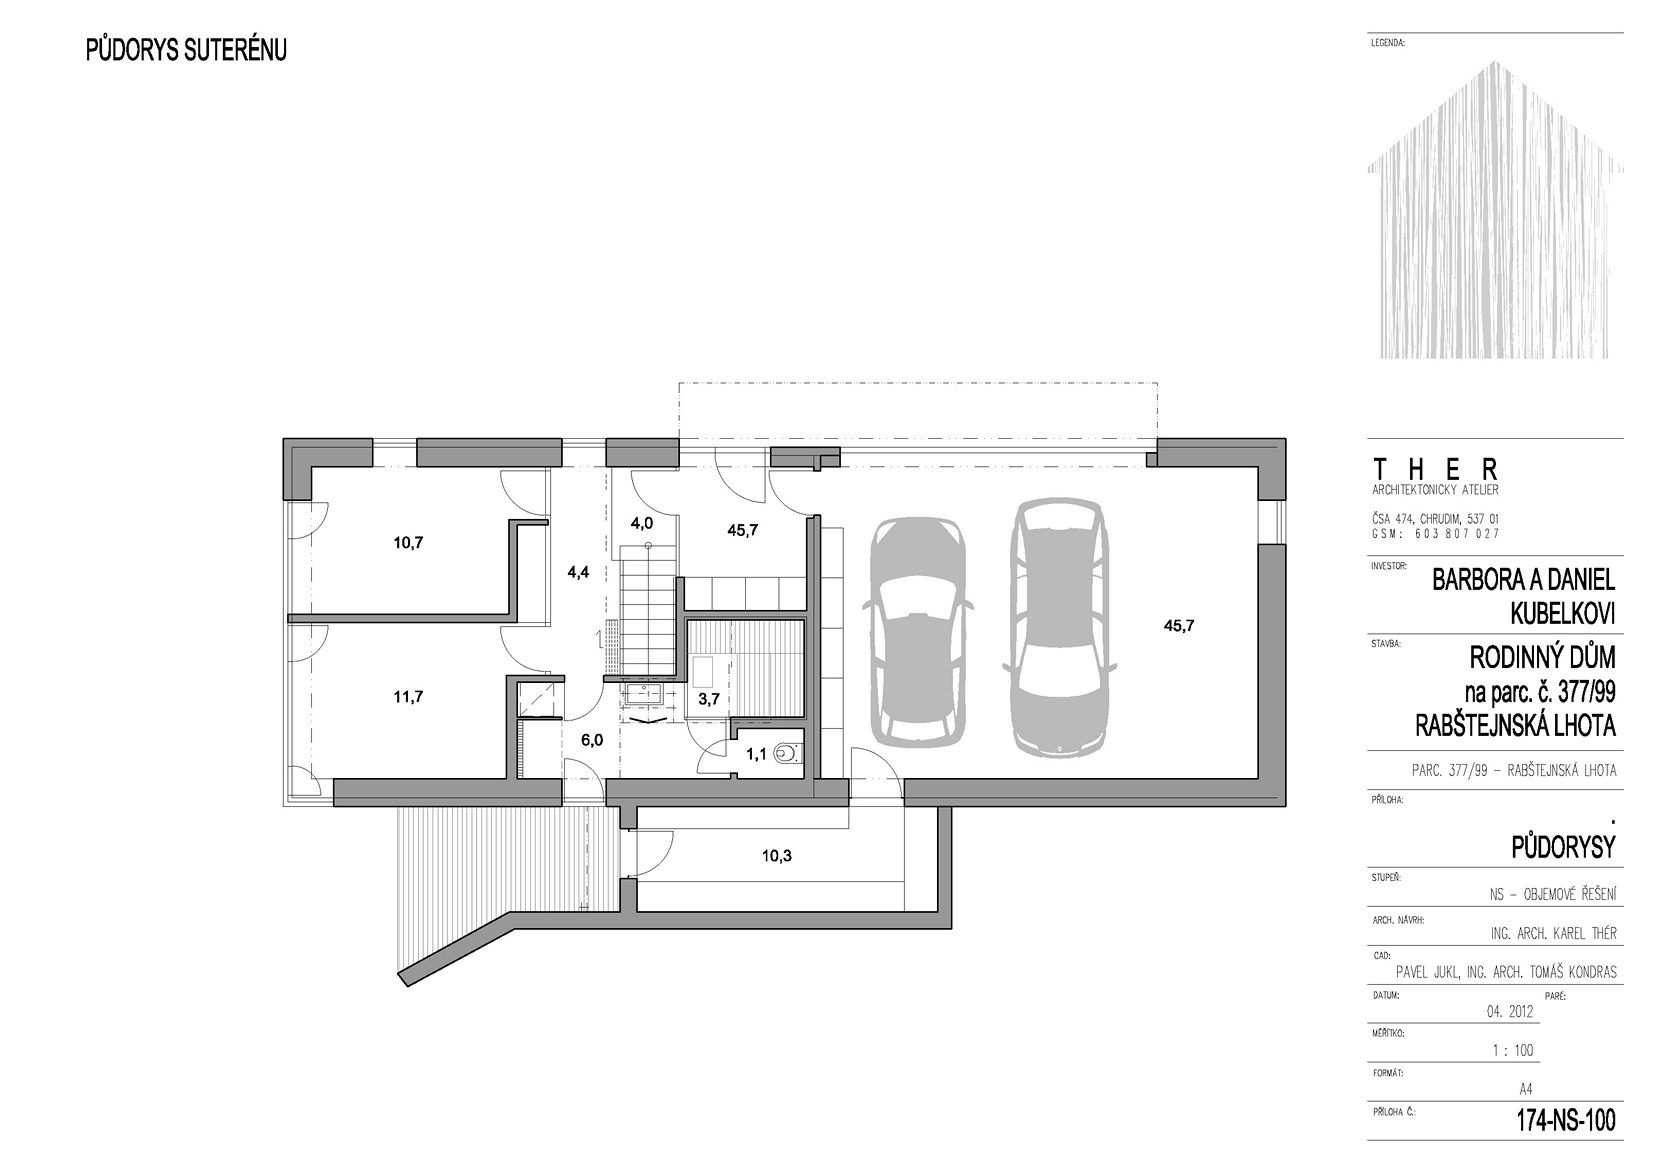 PŮDORYS SUTERÉNU
10,7
4,0
45,7
4,4
45,7
11,7
3,7
6,0
1,1
10,3
LEGENDA:
THER
ARCHITEKTONICKY ATELIER
ČSA 474, CHRUDIM, 537 01
GSM: 603 807 027
INVESTOR:
BARBORA A DANIEL
KUBELKOVI
STAVBA:
RODINNÝ DŮM
na parc. č. 377/99
RABŠTEJNSKÁ LHOTA
PARC. 377/99 – RABŠTEJNSKÁ LHOTA
PŘÍLOHA:
.
PŮDORYSY
STUPEŇ:
NS – OBJEMOVÉ ŘEŠENÍ
ARCH. NÁVRH:
ING. ARCH. KAREL THÉR
CAD:
PAVEL JUKL, ING. ARCH. TOMÁŠ KONDRAS
DATUM: PARÉ:
04. 2012
MĚŘÍTKO:
1 : 100
FORMÁT:
A4
PŘÍLOHA Č.:
174-NS-100